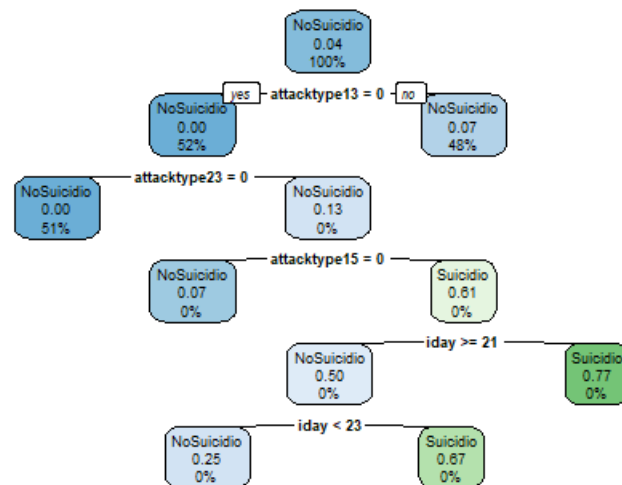 NoSuicidio
0.04
100%
yes attacktype13 = 0 no
NoSuicidio
0.00
52%
NoSuicidio
0.07
48%
attacktype23 = 0
NoSuicidio
0.00
51%
NoSuicidio
0.13
0%
attacktype15 = 0
NoSuicidio
0.07
0%
Suicidio
0.61
0%
iday >= 21
NoSuicidio
0.50
0%
Suicidio
0.77
0%
iday < 23
NoSuicidio
0.25
0%
Suicidio
0.67
0%